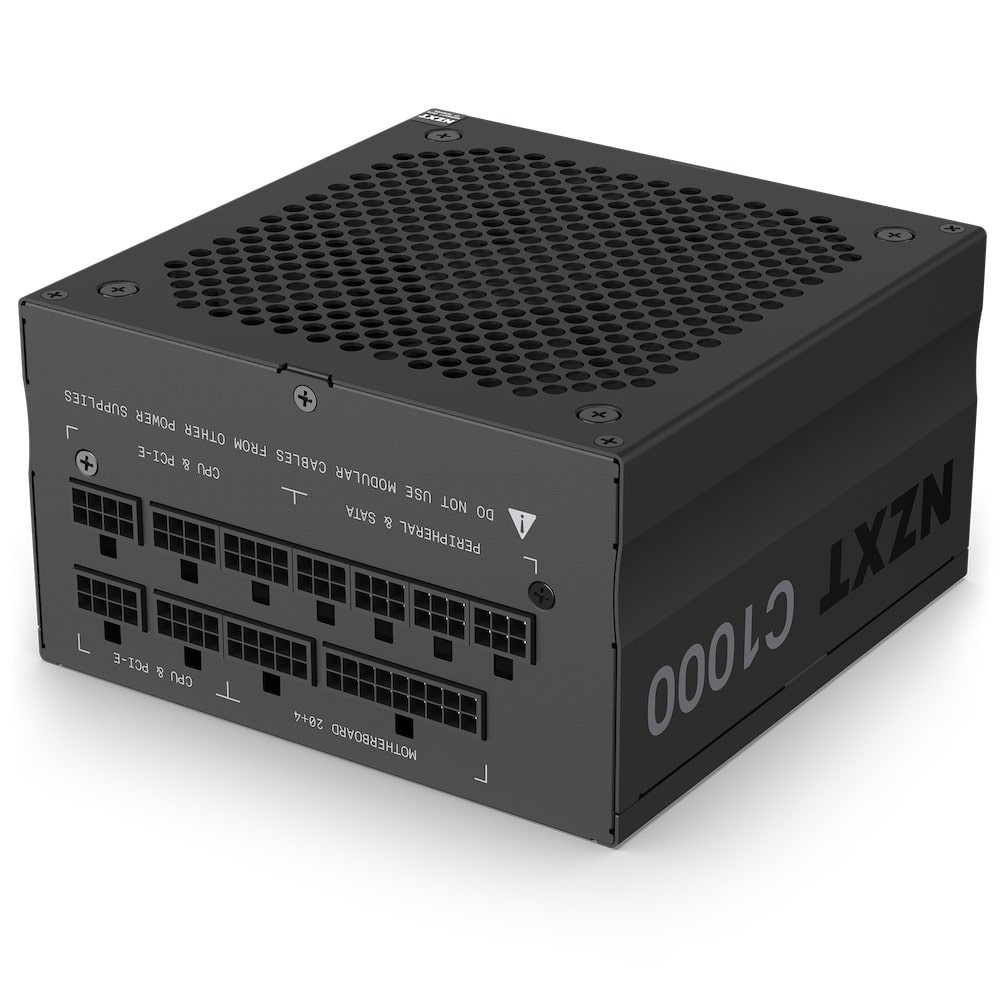 NZXT
⚠ DO NOT USE MODULAR CABLES FROM OTHER POWER SUPPLIES
PERIPHERAL & SATA
CPU & PCI-E
CPU & PCI-E
MOTHERBOARD 20+4
NZXT
C1000